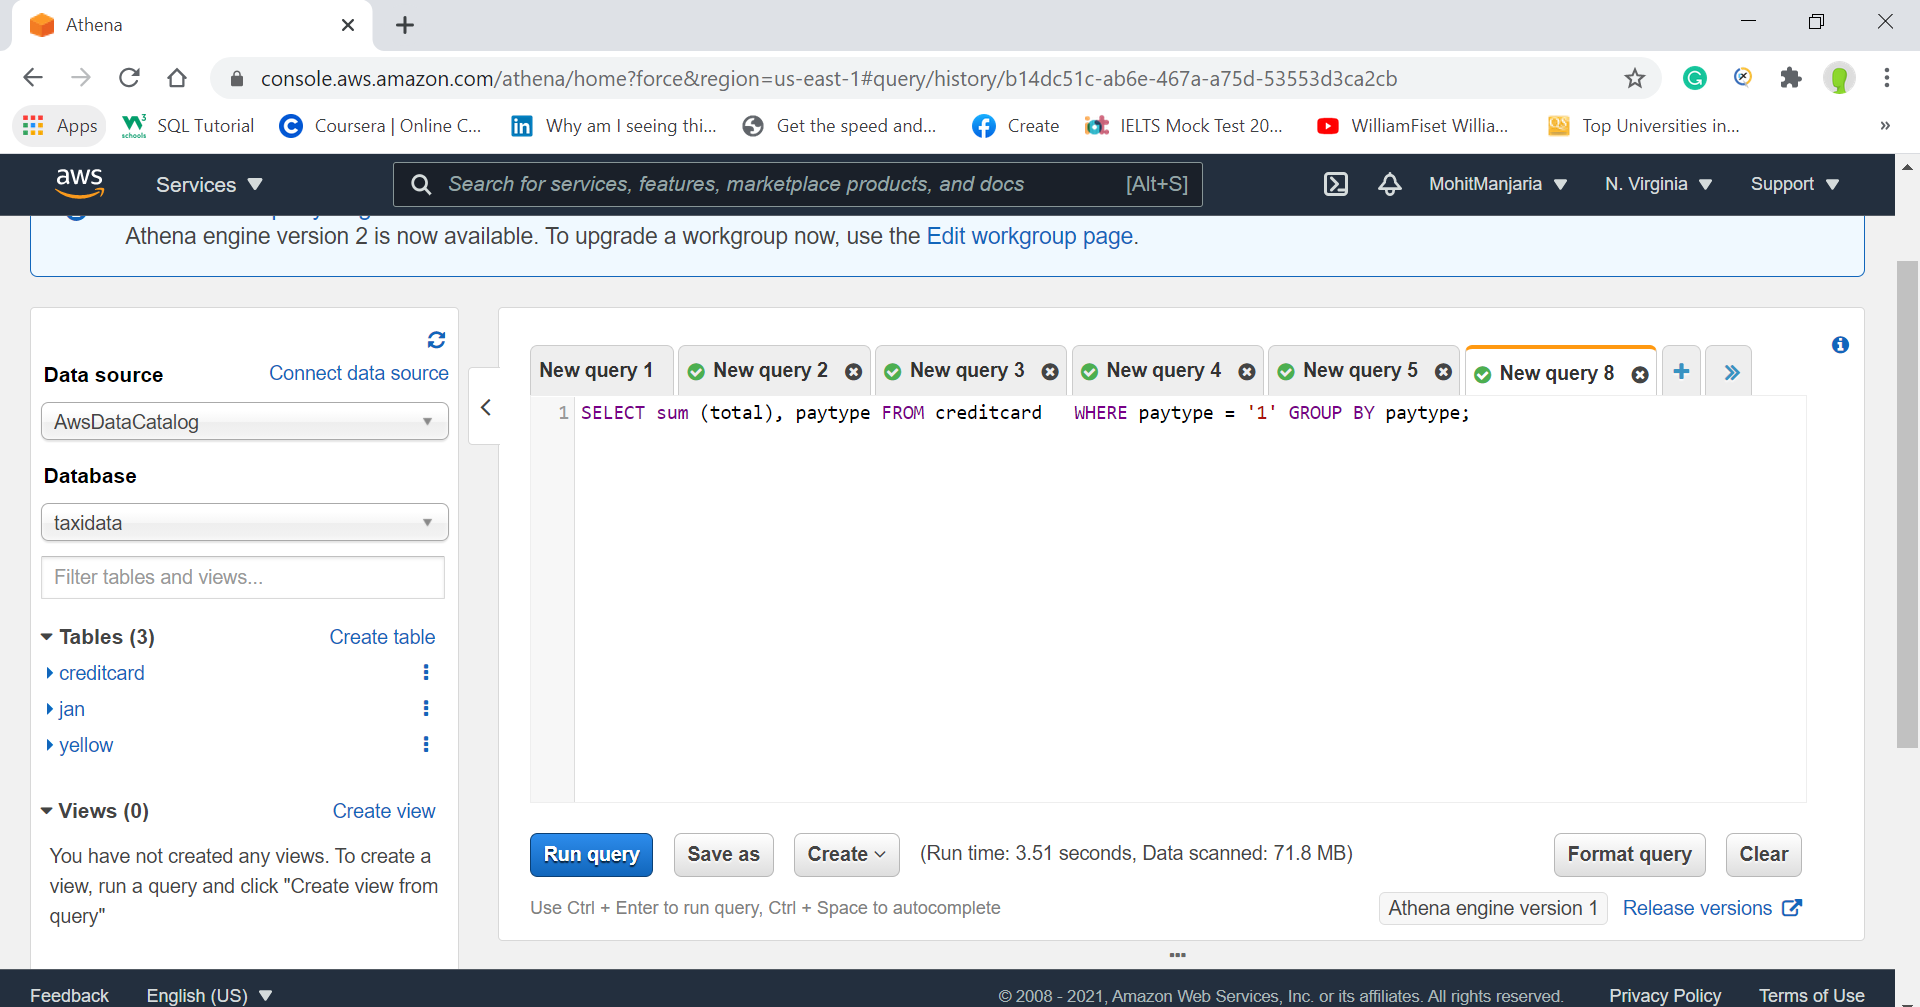 Athena
console.aws.amazon.com/athena/home?force&region=us-east-1#query/history/b14dc51c-ab6e-467a-a75d-53553d3ca2cb
Apps SQL Tutorial Coursera | Online C... Why am I seeing thi... Get the speed and... Create IELTS Mock Test 20... WilliamFiset Willia... Top Universities in... »
aws Services Search for services, features, marketplace products, and docs [Alt+S] MohitManjaria N. Virginia Support
Athena engine version 2 is now available. To upgrade a workgroup now, use the Edit workgroup page.
Data source Connect data source
AwsDataCatalog
Database
taxidata
Filter tables and views...
Tables (3) Create table
creditcard
jan
yellow
Views (0) Create view
You have not created any views. To create a
view, run a query and click "Create view from
query"
New query 1 New query 2 New query 3 New query 4 New query 5 New query 8 + »
1 SELECT sum (total), paytype FROM creditcard   WHERE paytype = '1' GROUP BY paytype;
Run query Save as Create (Run time: 3.51 seconds, Data scanned: 71.8 MB) Format query Clear
Use Ctrl + Enter to run query, Ctrl + Space to autocomplete Athena engine version 1 Release versions
Feedback English (US) © 2008 - 2021, Amazon Web Services, Inc. or its affiliates. All rights reserved. Privacy Policy Terms of Use